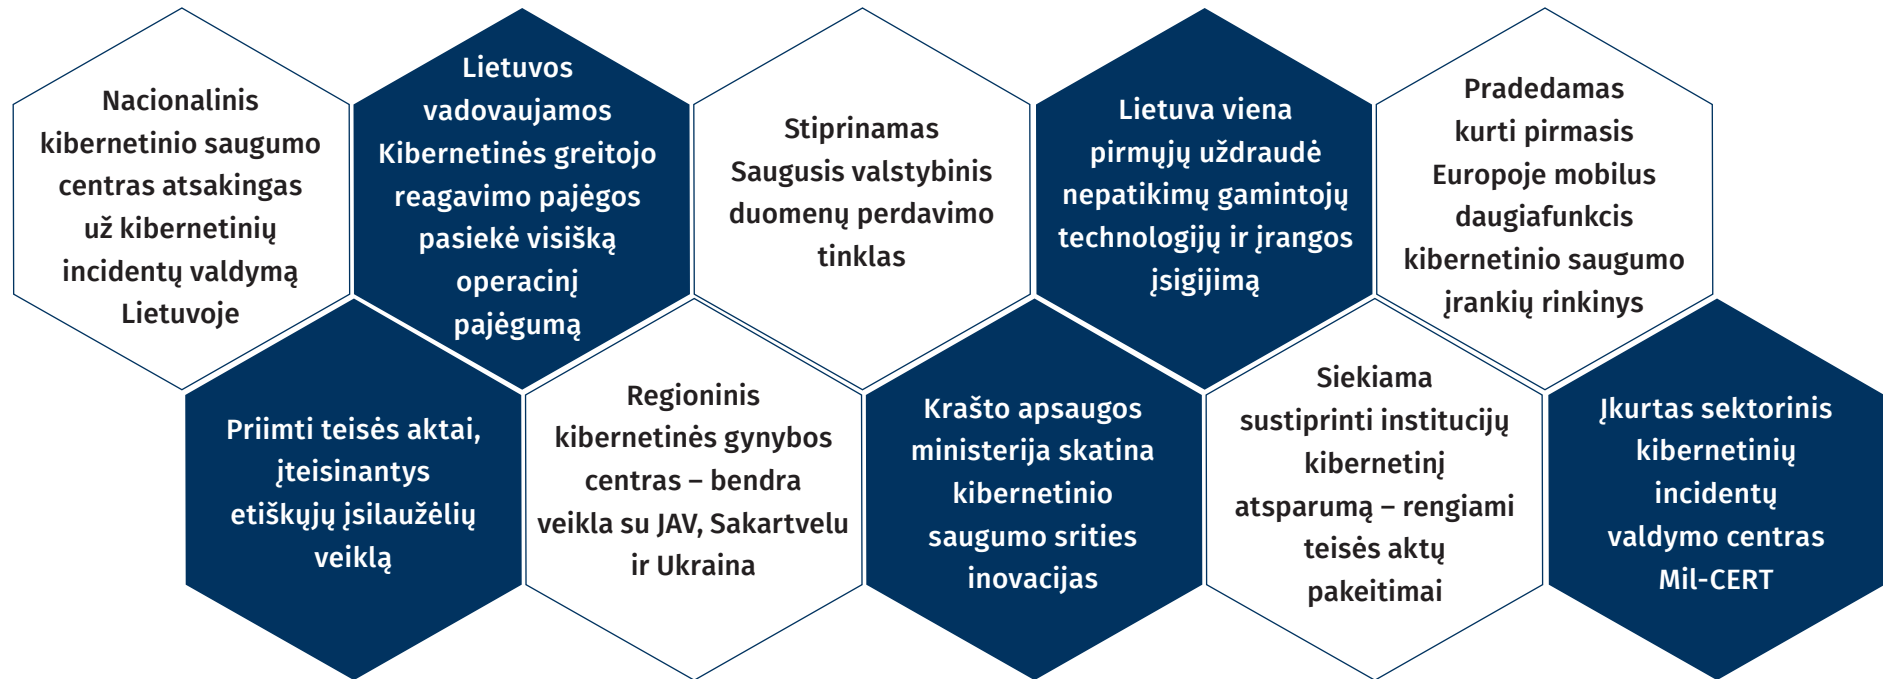 Nacionalinis
kibernetinio saugumo
centras atsakingas
už kibernetinių
incidentų valdymą
Lietuvoje
Lietuvos
vadovaujamos
Kibernetinės greitojo
reagavimo pajėgos
pasiekė visišką
operacinį
pajėgumą
Stiprinamas
Saugusis valstybinis
duomenų perdavimo
tinklas
Lietuva viena
pirmųjų uždraudė
nepatikimų gamintojų
technologijų ir įrangos
įsigijimą
Pradedamas
kurti pirmasis
Europoje mobilus
daugiafunkcis
kibernetinio saugumo
įrankių rinkinys
Priimti teisės aktai,
įteisinantys
etiškųjų įsilaužėlių
veiklą
Regioninis
kibernetinės gynybos
centras – bendra
veikla su JAV, Sakartvelu
ir Ukraina
Krašto apsaugos
ministerija skatina
kibernetinio
saugumo srities
inovacijas
Siekiama
sustiprinti institucijų
kibernetinį
atsparumą – rengiami
teisės aktų
pakeitimai
Įkurtas sektorinis
kibernetinių
incidentų
valdymo centras
Mil-CERT